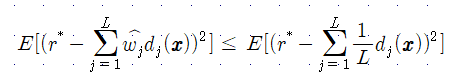 E[(r* − ∑_{j=1}^{L} ŵ_j d_j(𝒙))²] ≤ E[(r* − ∑_{j=1}^{L} 1/L d_j(𝒙))²]